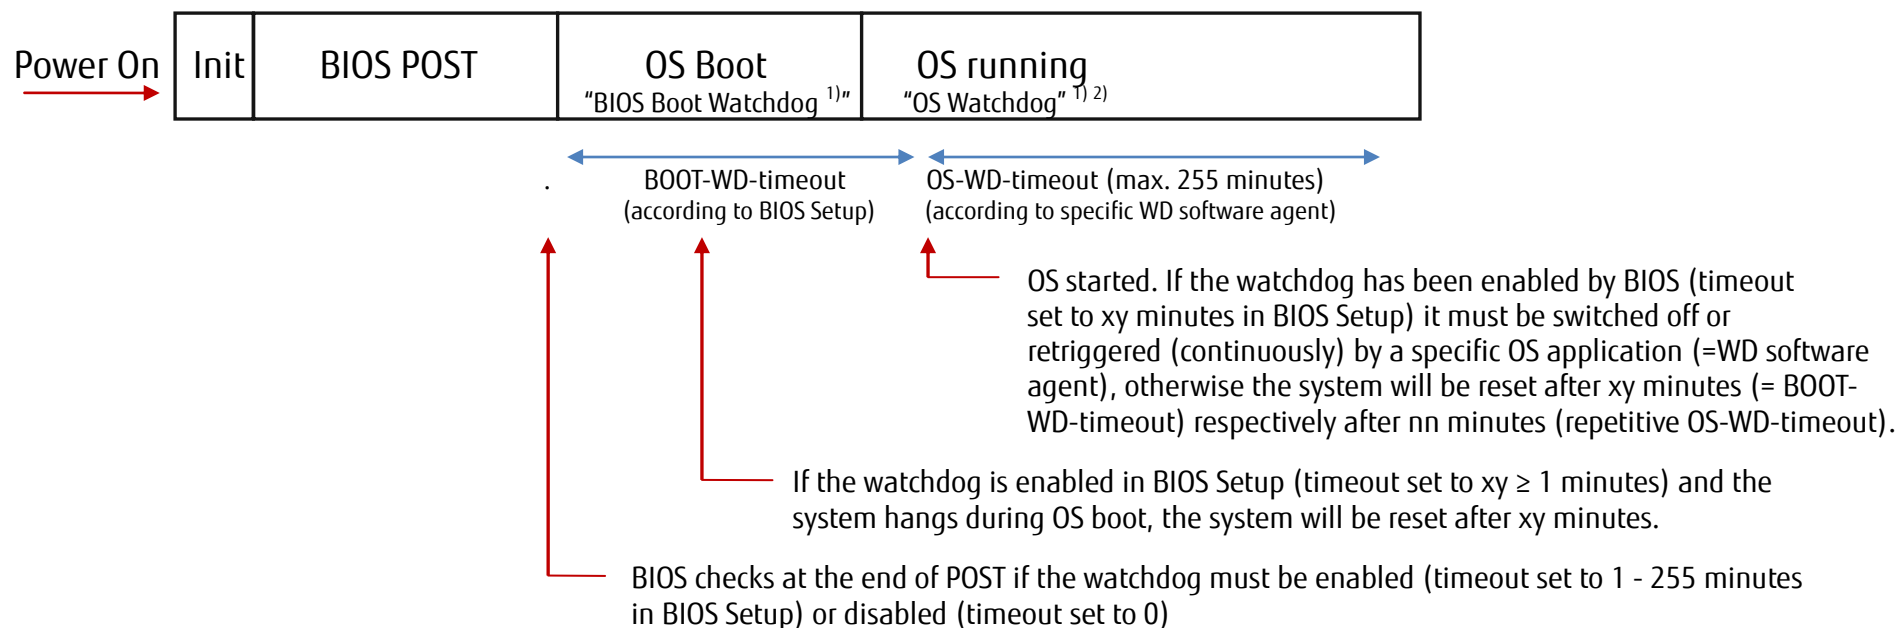 Power On
Init
BIOS POST
OS Boot
"BIOS Boot Watchdog 1)"
OS running
"OS Watchdog" 1) 2)
.
BOOT-WD-timeout
(according to BIOS Setup)
OS-WD-timeout (max. 255 minutes)
(according to specific WD software agent)
OS started. If the watchdog has been enabled by BIOS (timeout
set to xy minutes in BIOS Setup) it must be switched off or
retriggered (continuously) by a specific OS application (=WD software
agent), otherwise the system will be reset after xy minutes (= BOOT-
WD-timeout) respectively after nn minutes (repetitive OS-WD-timeout).
If the watchdog is enabled in BIOS Setup (timeout set to xy ≥ 1 minutes) and the
system hangs during OS boot, the system will be reset after xy minutes.
BIOS checks at the end of POST if the watchdog must be enabled (timeout set to 1 - 255 minutes
in BIOS Setup) or disabled (timeout set to 0)